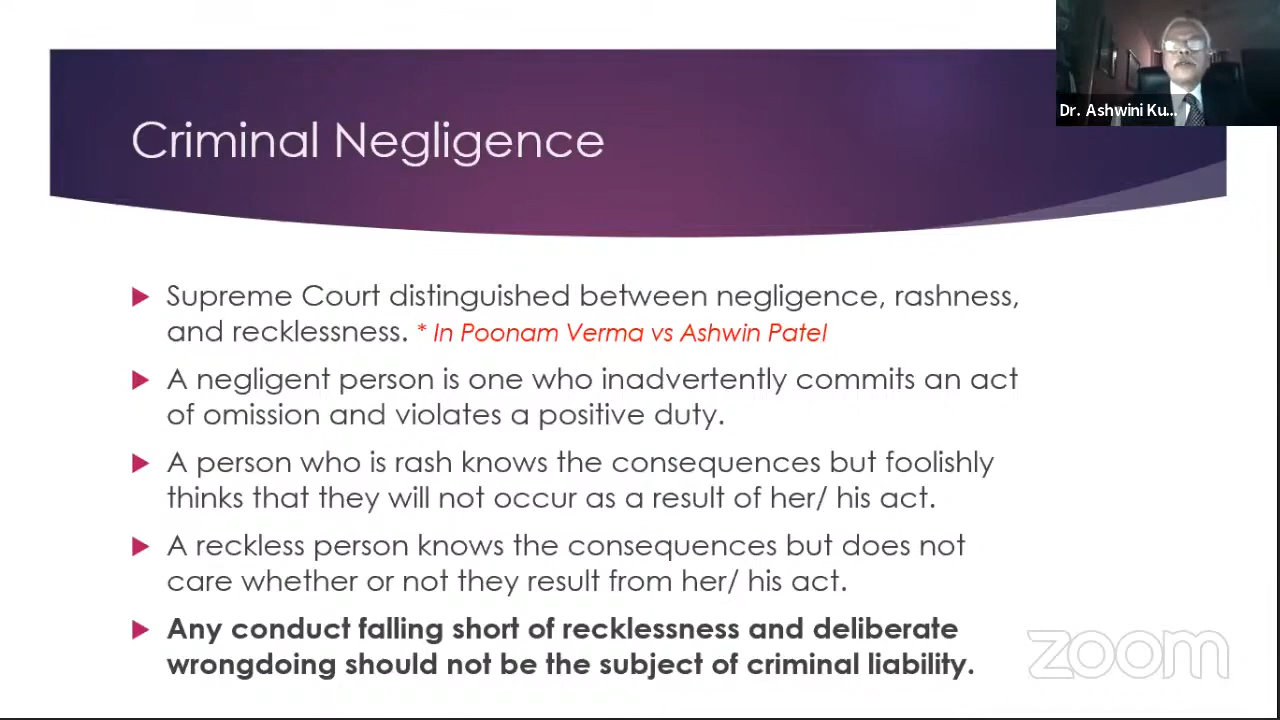 Dr. Ashwini Ku...
Criminal Negligence
Supreme Court distinguished between negligence, rashness,
and recklessness. * In Poonam Verma vs Ashwin Patel
A negligent person is one who inadvertently commits an act
of omission and violates a positive duty.
A person who is rash knows the consequences but foolishly
thinks that they will not occur as a result of her/ his act.
A reckless person knows the consequences but does not
care whether or not they result from her/ his act.
Any conduct falling short of recklessness and deliberate
wrongdoing should not be the subject of criminal liability.
zoom